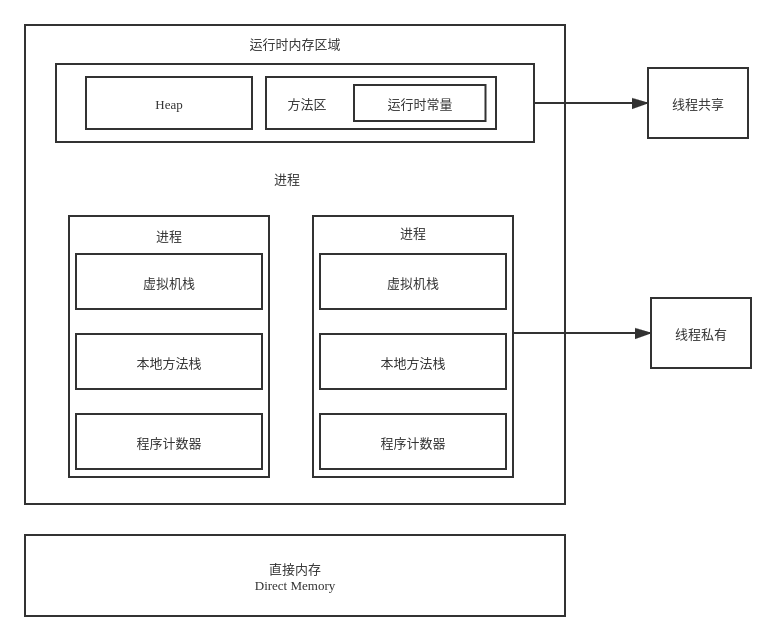 运行时内存区域
Heap
方法区
运行时常量
线程共享
进程
进程
虚拟机栈
本地方法栈
程序计数器
进程
虚拟机栈
本地方法栈
程序计数器
线程私有
直接内存
Direct Memory